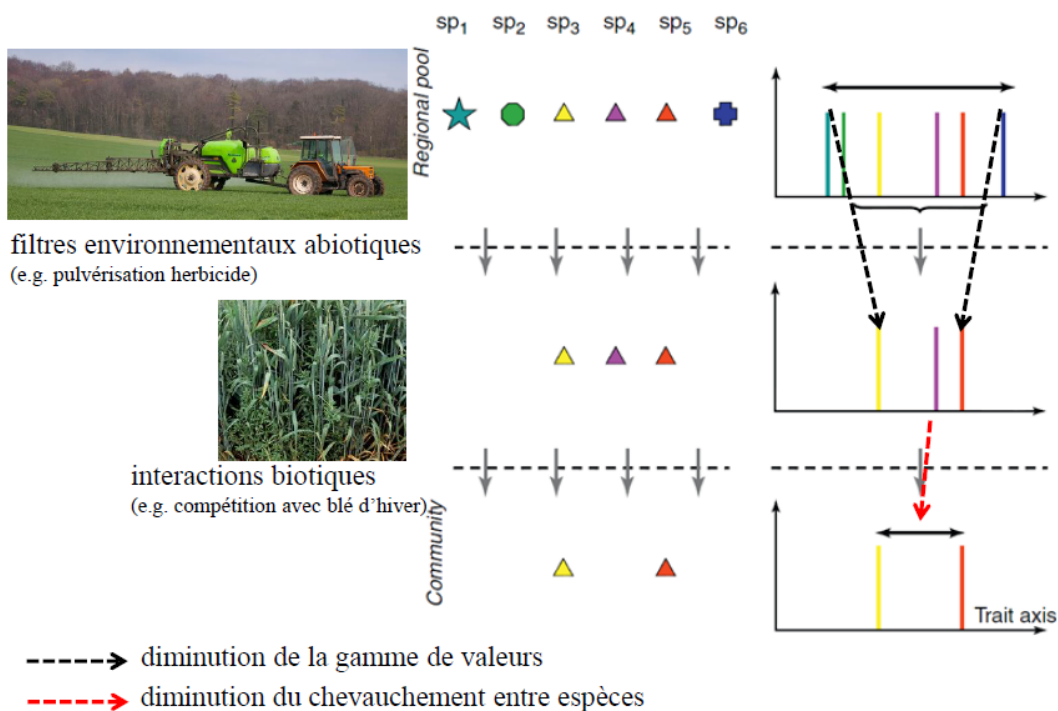 sp1 sp2 sp3 sp4 sp5 sp6
Regional pool
filtres environnementaux abiotiques
(e.g. pulvérisation herbicide)
interactions biotiques
(e.g. compétition avec blé d'hiver)
Community
Trait axis
diminution de la gamme de valeurs
diminution du chevauchement entre espèces